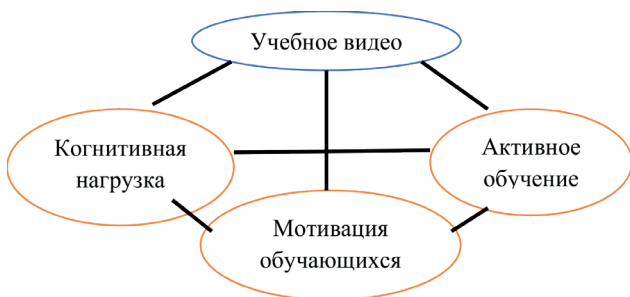 Учебное видео
Когнитивная
нагрузка
Активное
обучение
Мотивация
обучающихся